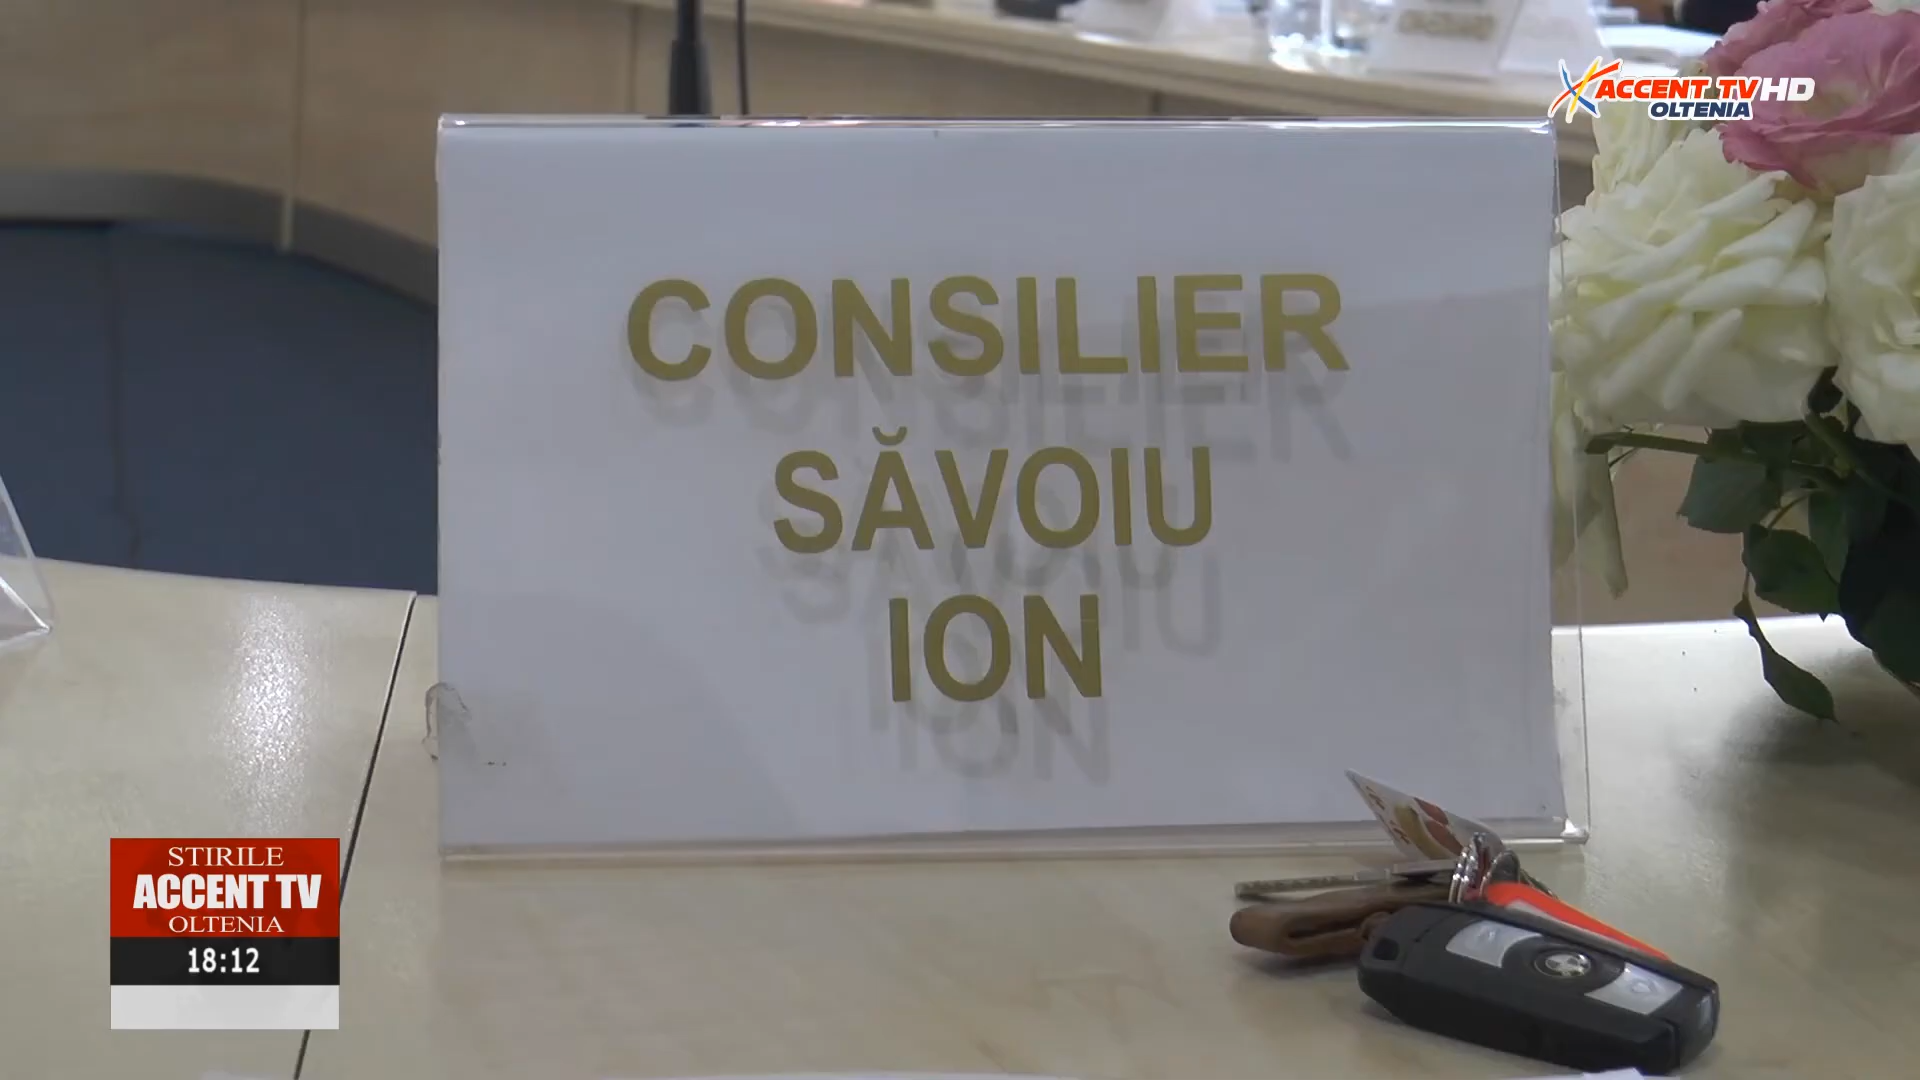 ACCENT TV HD
OLTENIA
CONSILIER
SĂVOIU
ION
STIRILE
ACCENT TV
OLTENIA
18:12